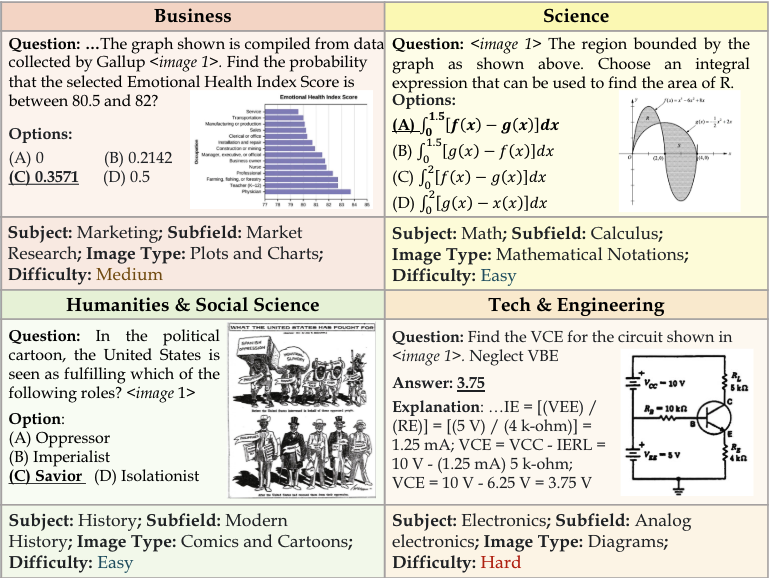 Business
Question: …The graph shown is compiled from data
collected by Gallup <image 1>. Find the probability
that the selected Emotional Health Index Score is
between 80.5 and 82?
Emotional Health Index Score
Occupation
Service
Transportation
Manufacturing or production
Sales
Clerical or office
Installation and repair
Construction or mining
Manager, executive, or official
Business owner
Nurse
Professional
Farming, fishing, or forestry
Teacher (K–12)
Physician
77 78 79 80 81 82 83 84 85
Options:
(A) 0 (B) 0.2142
(C) 0.3571 (D) 0.5
Subject: Marketing; Subfield: Market
Research; Image Type: Plots and Charts;
Difficulty: Medium
Science
Question: <image 1> The region bounded by the
graph as shown above. Choose an integral
expression that can be used to find the area of R.
Options:
(A) ∫₀^1.5[f(x) − g(x)]dx
(B) ∫₀^1.5[g(x) − f(x)]dx
(C) ∫₀^2[f(x) − g(x)]dx
(D) ∫₀^2[g(x) − x(x)]dx
y
f(x) = x³ − 6x² + 8x
g(x) = −½x² + 2x
R
S
x
(2,0)
(4,0)
Subject: Math; Subfield: Calculus;
Image Type: Mathematical Notations;
Difficulty: Easy
Humanities & Social Science
Question: In the political
cartoon, the United States is
seen as fulfilling which of the
following roles? <image 1>
Option:
(A) Oppressor
(B) Imperialist
(C) Savior (D) Isolationist
WHAT THE UNITED STATES HAS FOUGHT FOR
SPANISH
OPPRESSION
Subject: History; Subfield: Modern
History; Image Type: Comics and Cartoons;
Difficulty: Easy
Tech & Engineering
Question: Find the VCE for the circuit shown in
<image 1>. Neglect VBE
Answer: 3.75
Explanation: …IE = [(VEE) /
(RE)] = [(5 V) / (4 k-ohm)] =
1.25 mA; VCE = VCC - IERL =
10 V - (1.25 mA) 5 k-ohm;
VCE = 10 V - 6.25 V = 3.75 V
+
VCC = 10 V
RL
5 kΩ
RB = 10 kΩ
C
B
E
+
VEE = 5 V
RE
4 kΩ
Subject: Electronics; Subfield: Analog
electronics; Image Type: Diagrams;
Difficulty: Hard